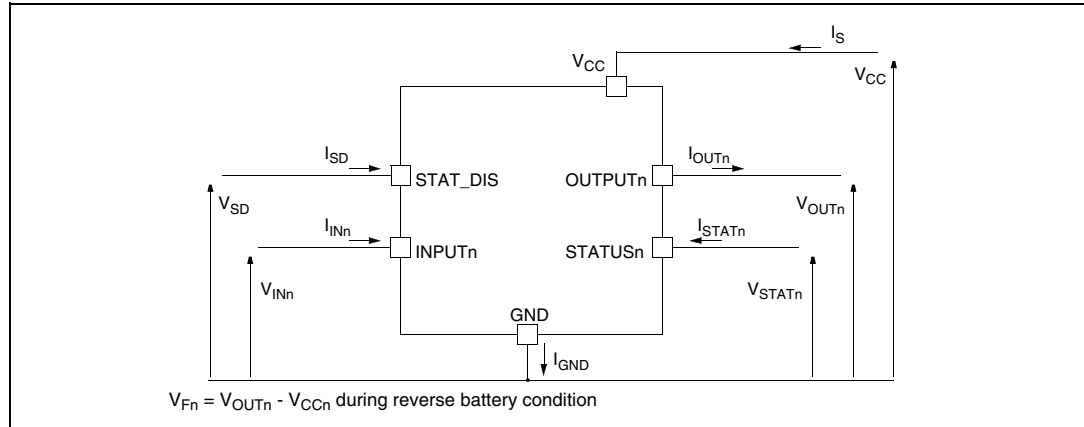 I_S
V_CC
V_CC
I_SD
I_OUTn
STAT_DIS
OUTPUTn
V_SD
V_OUTn
I_INn
I_STATn
INPUTn
STATUSn
V_INn
V_STATn
GND
I_GND
V_Fn = V_OUTn - V_CCn during reverse battery condition